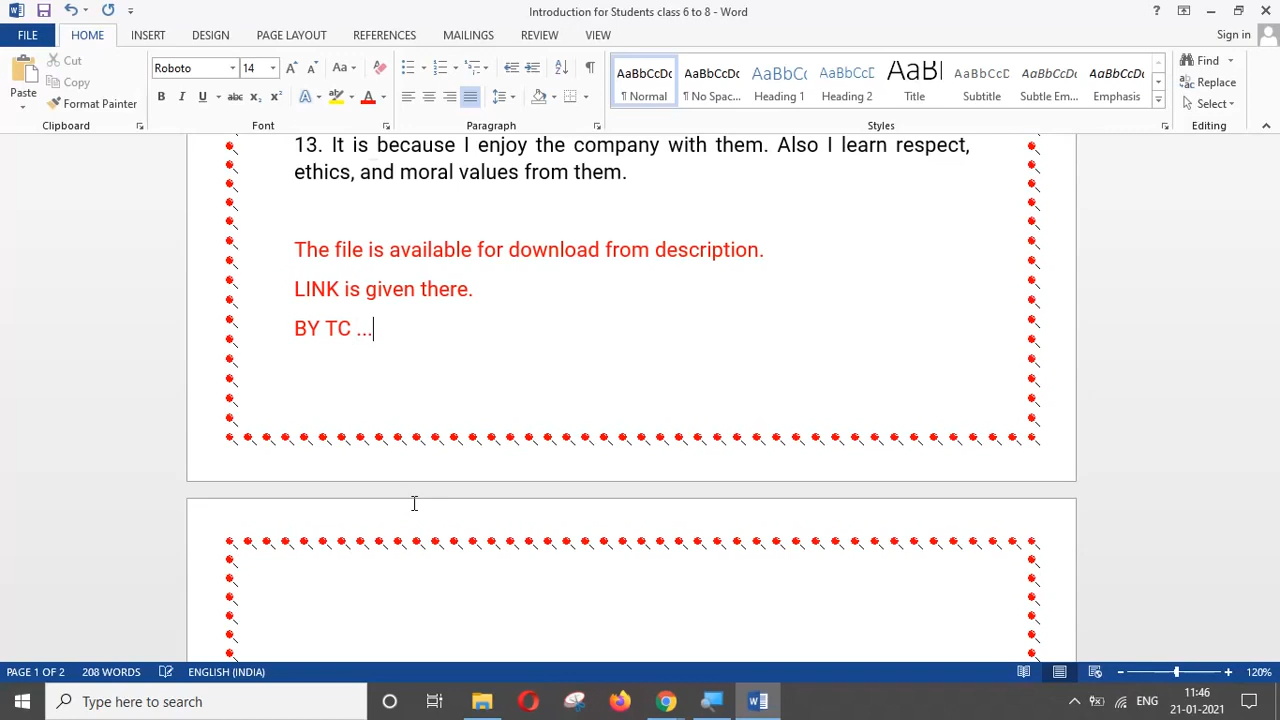 Introduction for Students class 6 to 8 - Word
?
Sign in
FILE HOME INSERT DESIGN PAGE LAYOUT REFERENCES MAILINGS REVIEW VIEW
Paste
Cut
Copy
Format Painter
Clipboard
Roboto 14
Font
Paragraph
AaBbCcDc AaBbCcDc AaBbCc AaBbCcDc AaBl AaBbCcDc AaBbCcDc AaBbCcDc
¶ Normal ¶ No Spac... Heading 1 Heading 2 Title Subtitle Subtle Em... Emphasis
Styles
Find
Replace
Select
Editing
13. It is because I enjoy the company with them. Also I learn respect,
ethics, and moral values from them.
The file is available for download from description.
LINK is given there.
BY TC ...
PAGE 1 OF 2 208 WORDS ENGLISH (INDIA) 120%
Type here to search
ENG
11:46
21-01-2021